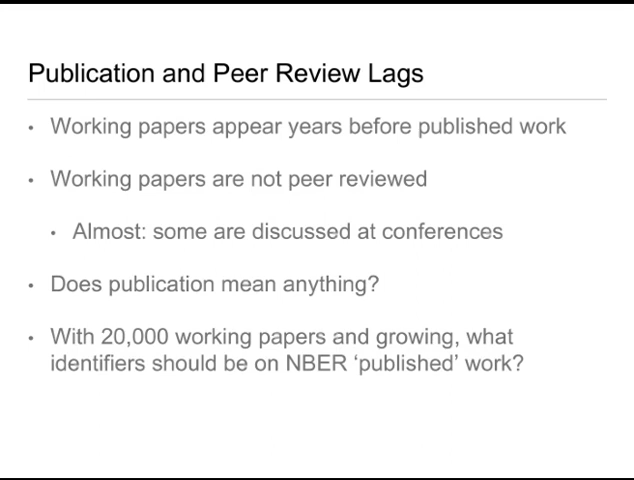 Publication and Peer Review Lags
• Working papers appear years before published work
• Working papers are not peer reviewed
• Almost: some are discussed at conferences
• Does publication mean anything?
• With 20,000 working papers and growing, what
identifiers should be on NBER ‘published’ work?